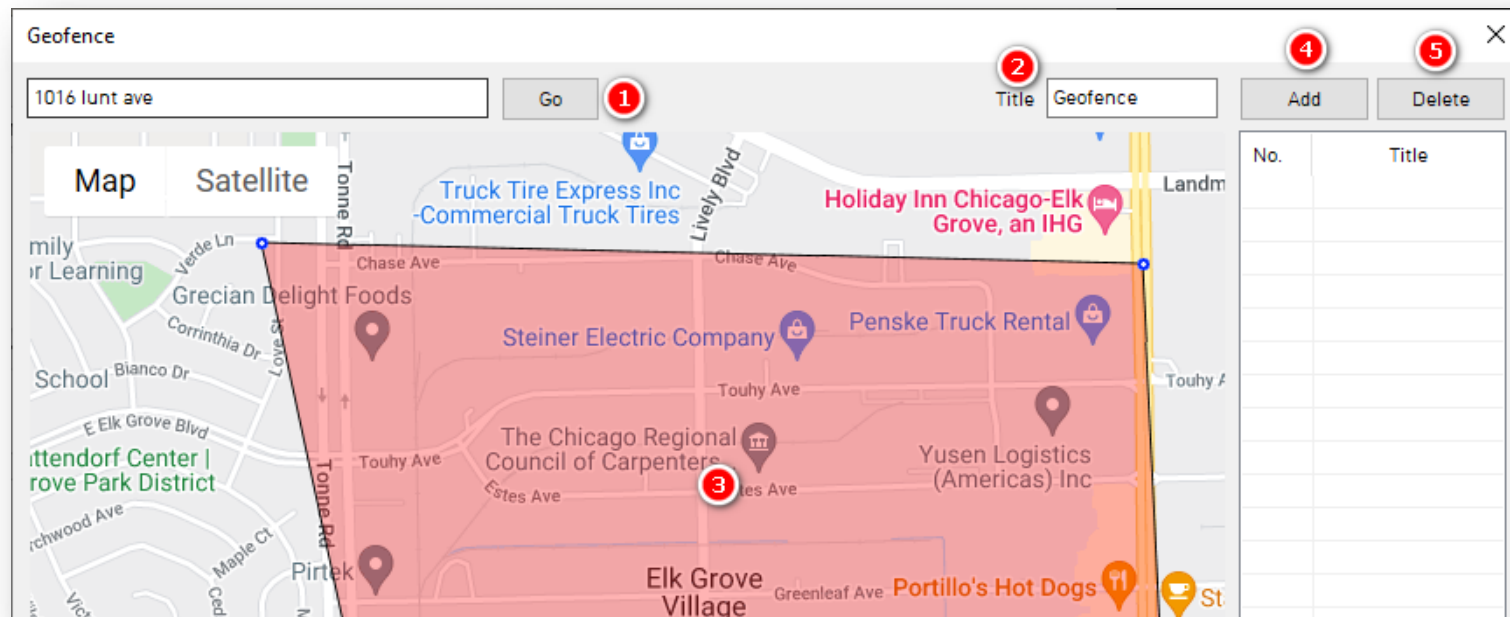 Geofence
1016 lunt ave
Go
1
2
Title
Geofence
4
Add
5
Delete
No.
Title
Map
Satellite
Tonne Rd
Truck Tire Express Inc
-Commercial Truck Tires
Lively Blvd
Holiday Inn Chicago-Elk
Grove, an IHG
Landm
mily
or Learning
Verde Ln
Chase Ave
Chase Ave
Grecian Delight Foods
Corrinthia Dr
Love St
Steiner Electric Company
Penske Truck Rental
School
Bianco Dr
Touhy Ave
Touhy A
E Elk Grove Blvd
ittendorf Center |
rove Park District
Touhy Ave
The Chicago Regional
Council of Carpenters...
Yusen Logistics
(Americas) Inc
Estes Ave
3
tes Ave
Tonne Rd
rchwood Ave
Maple Ct
Pirtek
Elk Grove
Village
Greenleaf Ave
Portillo's Hot Dogs
St
Vic
Ced